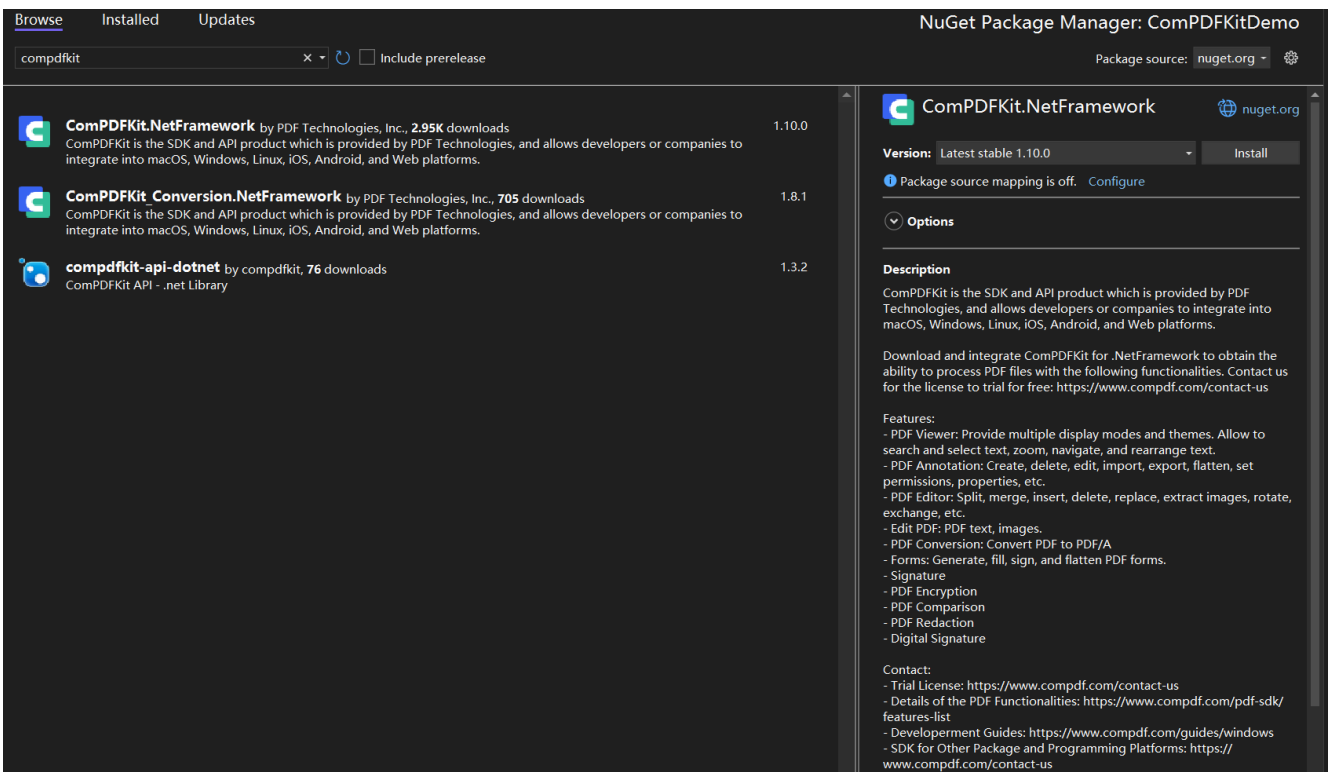 Browse Installed Updates
NuGet Package Manager: ComPDFKitDemo
compdfkit
Include prerelease
Package source: nuget.org
ComPDFKit.NetFramework by PDF Technologies, Inc., 2.95K downloads 1.10.0
ComPDFKit is the SDK and API product which is provided by PDF Technologies, and allows developers or companies to
integrate into macOS, Windows, Linux, iOS, Android, and Web platforms.
ComPDFKit_Conversion.NetFramework by PDF Technologies, Inc., 705 downloads 1.8.1
ComPDFKit is the SDK and API product which is provided by PDF Technologies, and allows developers or companies to
integrate into macOS, Windows, Linux, iOS, Android, and Web platforms.
compdfkit-api-dotnet by compdfkit, 76 downloads 1.3.2
ComPDFKit API - .net Library
ComPDFKit.NetFramework nuget.org
Version: Latest stable 1.10.0 Install
Package source mapping is off. Configure
Options
Description
ComPDFKit is the SDK and API product which is provided by PDF
Technologies, and allows developers or companies to integrate into
macOS, Windows, Linux, iOS, Android, and Web platforms.
Download and integrate ComPDFKit for .NetFramework to obtain the
ability to process PDF files with the following functionalities. Contact us
for the license to trial for free: https://www.compdf.com/contact-us
Features:
- PDF Viewer: Provide multiple display modes and themes. Allow to
search and select text, zoom, navigate, and rearrange text.
- PDF Annotation: Create, delete, edit, import, export, flatten, set
permissions, properties, etc.
- PDF Editor: Split, merge, insert, delete, replace, extract images, rotate,
exchange, etc.
- Edit PDF: PDF text, images.
- PDF Conversion: Convert PDF to PDF/A
- Forms: Generate, fill, sign, and flatten PDF forms.
- Signature
- PDF Encryption
- PDF Comparison
- PDF Redaction
- Digital Signature
Contact:
- Trial License: https://www.compdf.com/contact-us
- Details of the PDF Functionalities: https://www.compdf.com/pdf-sdk/
features-list
- Developerment Guides: https://www.compdf.com/guides/windows
- SDK for Other Package and Programming Platforms: https://
www.compdf.com/contact-us